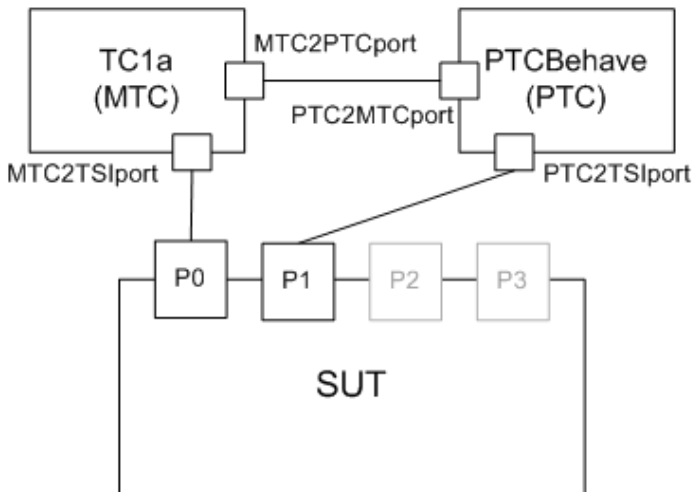 TC1a
(MTC)
MTC2PTCport
PTCBehave
(PTC)
PTC2MTCport
MTC2TSIport
PTC2TSIport
P0
P1
P2
P3
SUT